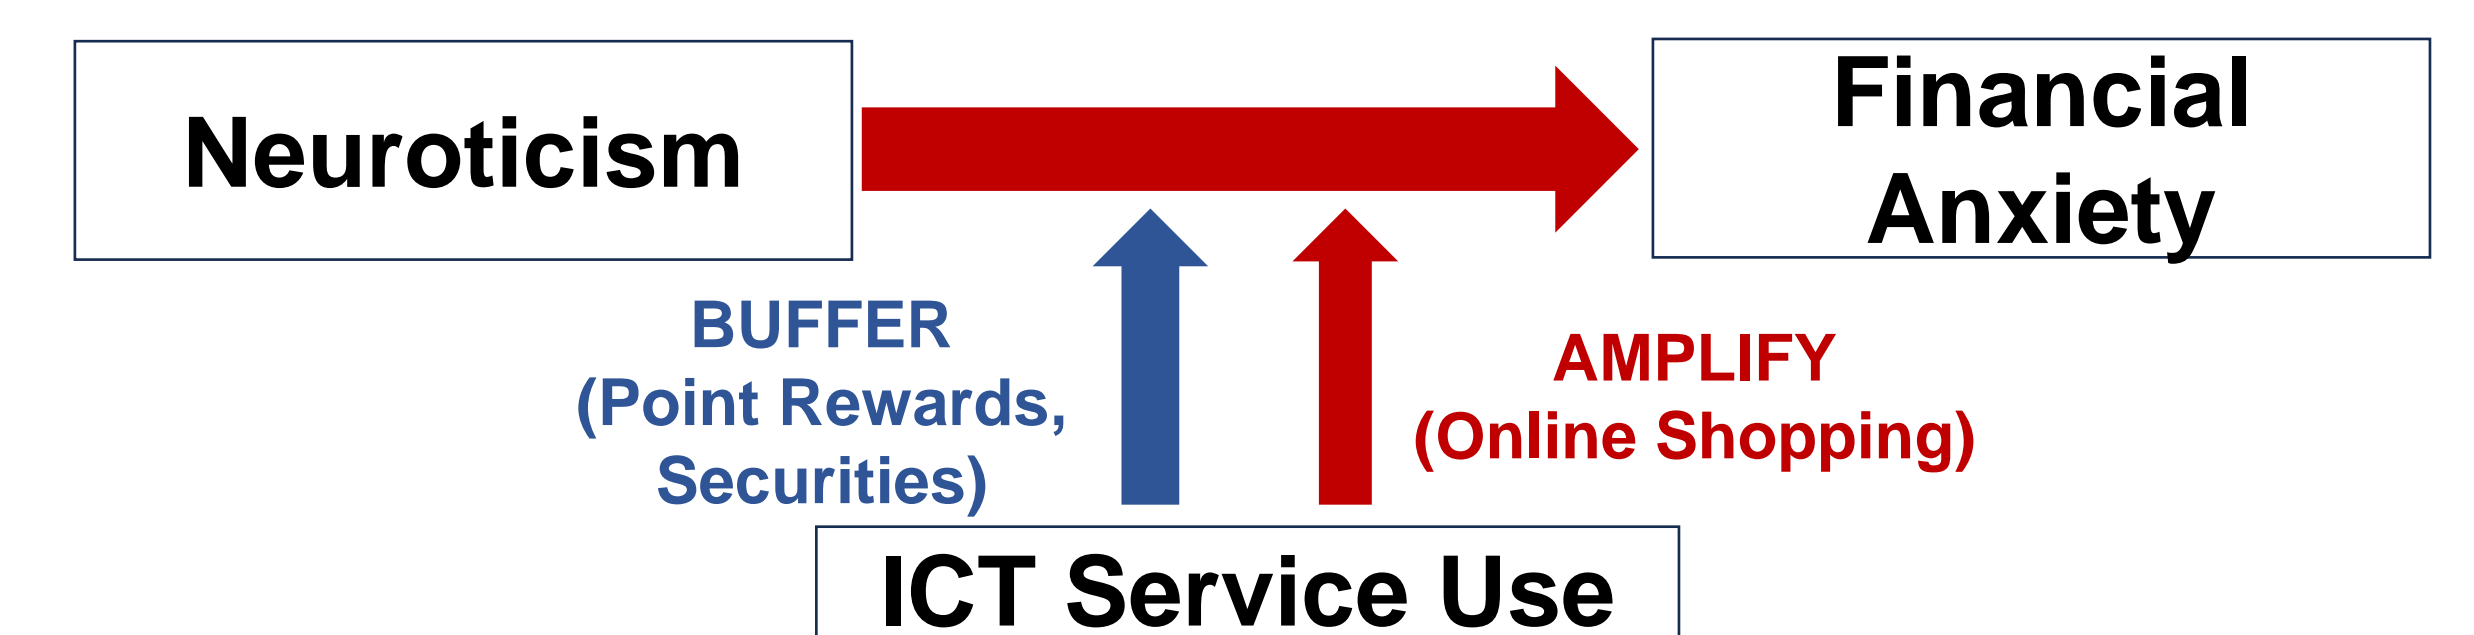 Neuroticism
Financial
Anxiety
BUFFER
(Point Rewards,
Securities)
AMPLIFY
(Online Shopping)
ICT Service Use